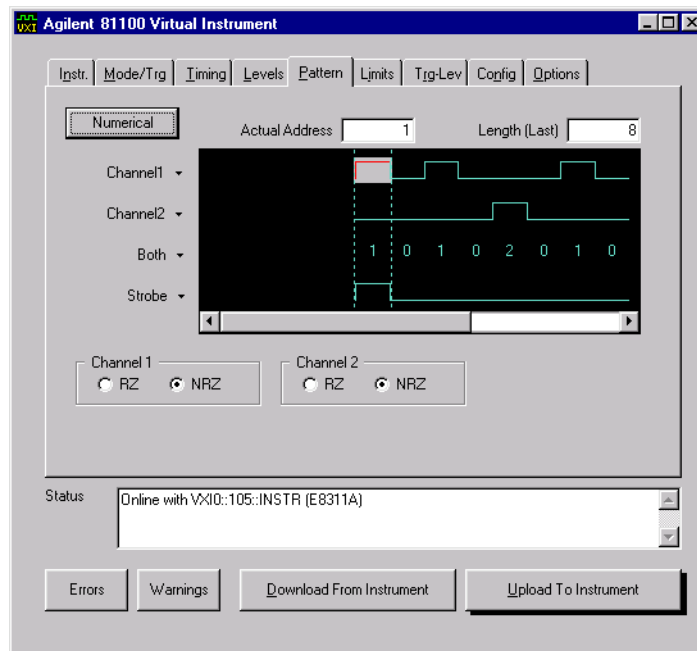 VXI Agilent 81100 Virtual Instrument
Instr. Mode/Trg Timing Levels Pattern Limits Trg-Lev Config Options
Numerical Actual Address 1 Length (Last) 8
Channel1
Channel2
Both 1 0 1 0 2 0 1 0
Strobe
Channel 1 Channel 2
RZ NRZ RZ NRZ
Status Online with VXI0::105::INSTR (E8311A)
Errors Warnings Download From Instrument Upload To Instrument